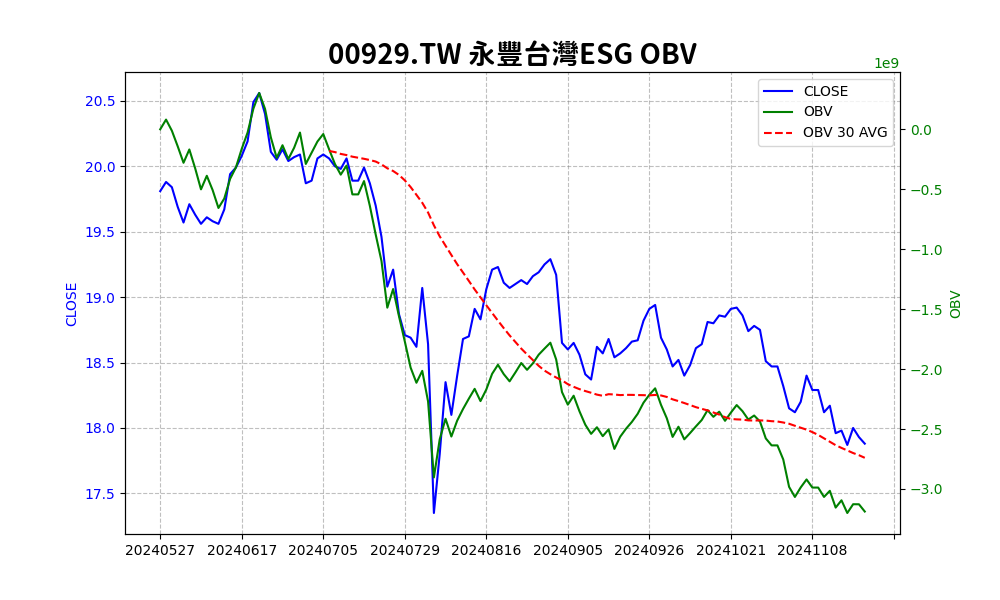 00929.TW 永豐台灣ESG OBV
1e9
CLOSE
OBV
OBV 30 AVG
20.5
20.0
19.5
19.0
18.5
18.0
17.5
CLOSE
0.0
−0.5
−1.0
−1.5
−2.0
−2.5
−3.0
OBV
20240527 20240617 20240705 20240729 20240816 20240905 20240926 20241021 20241108